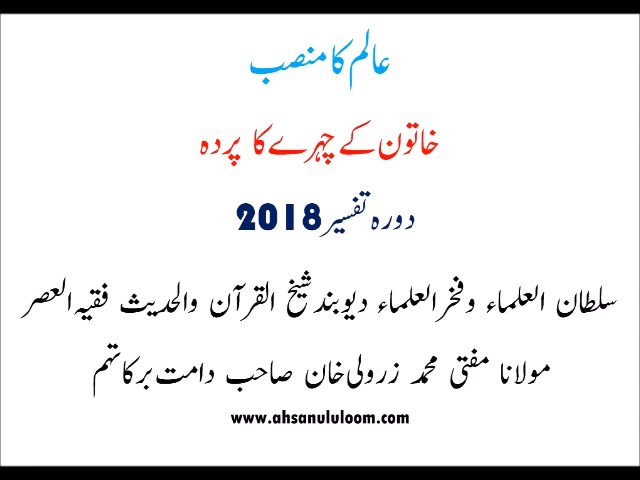 عالم کا منصب
خاتون کے چہرے کا پردہ
دورہ تفسیر 2018
سلطان العلماء وفخر العلماء دیوبند شیخ القرآن والحدیث فقیہ العصر
مولانا مفتی محمد زرولی خان صاحب دامت برکاتہم
www.ahsanululoom.com